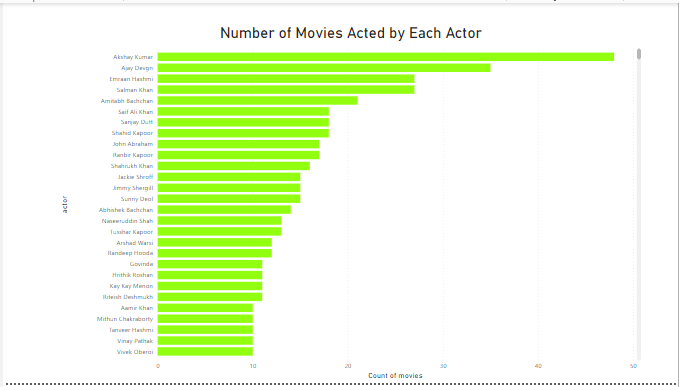 Number of Movies Acted by Each Actor
actor
Akshay Kumar
Ajay Devgn
Emraan Hashmi
Salman Khan
Amitabh Bachchan
Saif Ali Khan
Sanjay Dutt
Shahid Kapoor
John Abraham
Ranbir Kapoor
Shahrukh Khan
Jackie Shroff
Jimmy Shergill
Sunny Deol
Abhishek Bachchan
Naseeruddin Shah
Tusshar Kapoor
Arshad Warsi
Randeep Hooda
Govinda
Hrithik Roshan
Kay Kay Menon
Riteish Deshmukh
Aamir Khan
Mithun Chakraborty
Tanveer Hashmi
Vinay Pathak
Vivek Oberoi
0 10 20 30 40 50
Count of movies